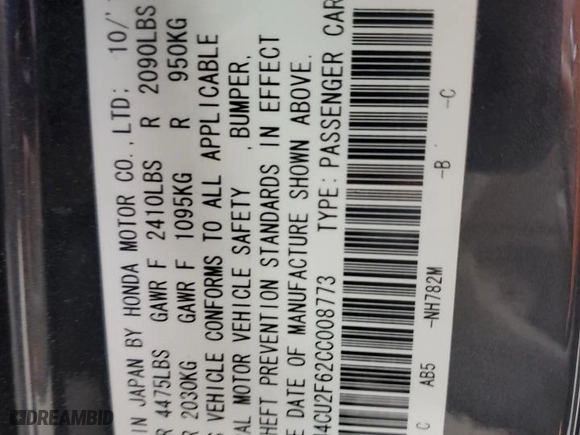 IN JAPAN BY HONDA MOTOR CO.,LTD; 10/'
4475LBS GAWR F 2410LBS R 2090LBS
2030KG GAWR F 1095KG R 950KG
VEHICLE CONFORMS TO ALL APPLICABLE
MOTOR VEHICLE SAFETY ,BUMPER,
THEFT PREVENTION STANDARDS IN EFFECT
DATE OF MANUFACTURE SHOWN ABOVE.
4CU2F62CC008773 TYPE:PASSENGER CAR
C AB5 -NH782M -B -C
DREAMBID